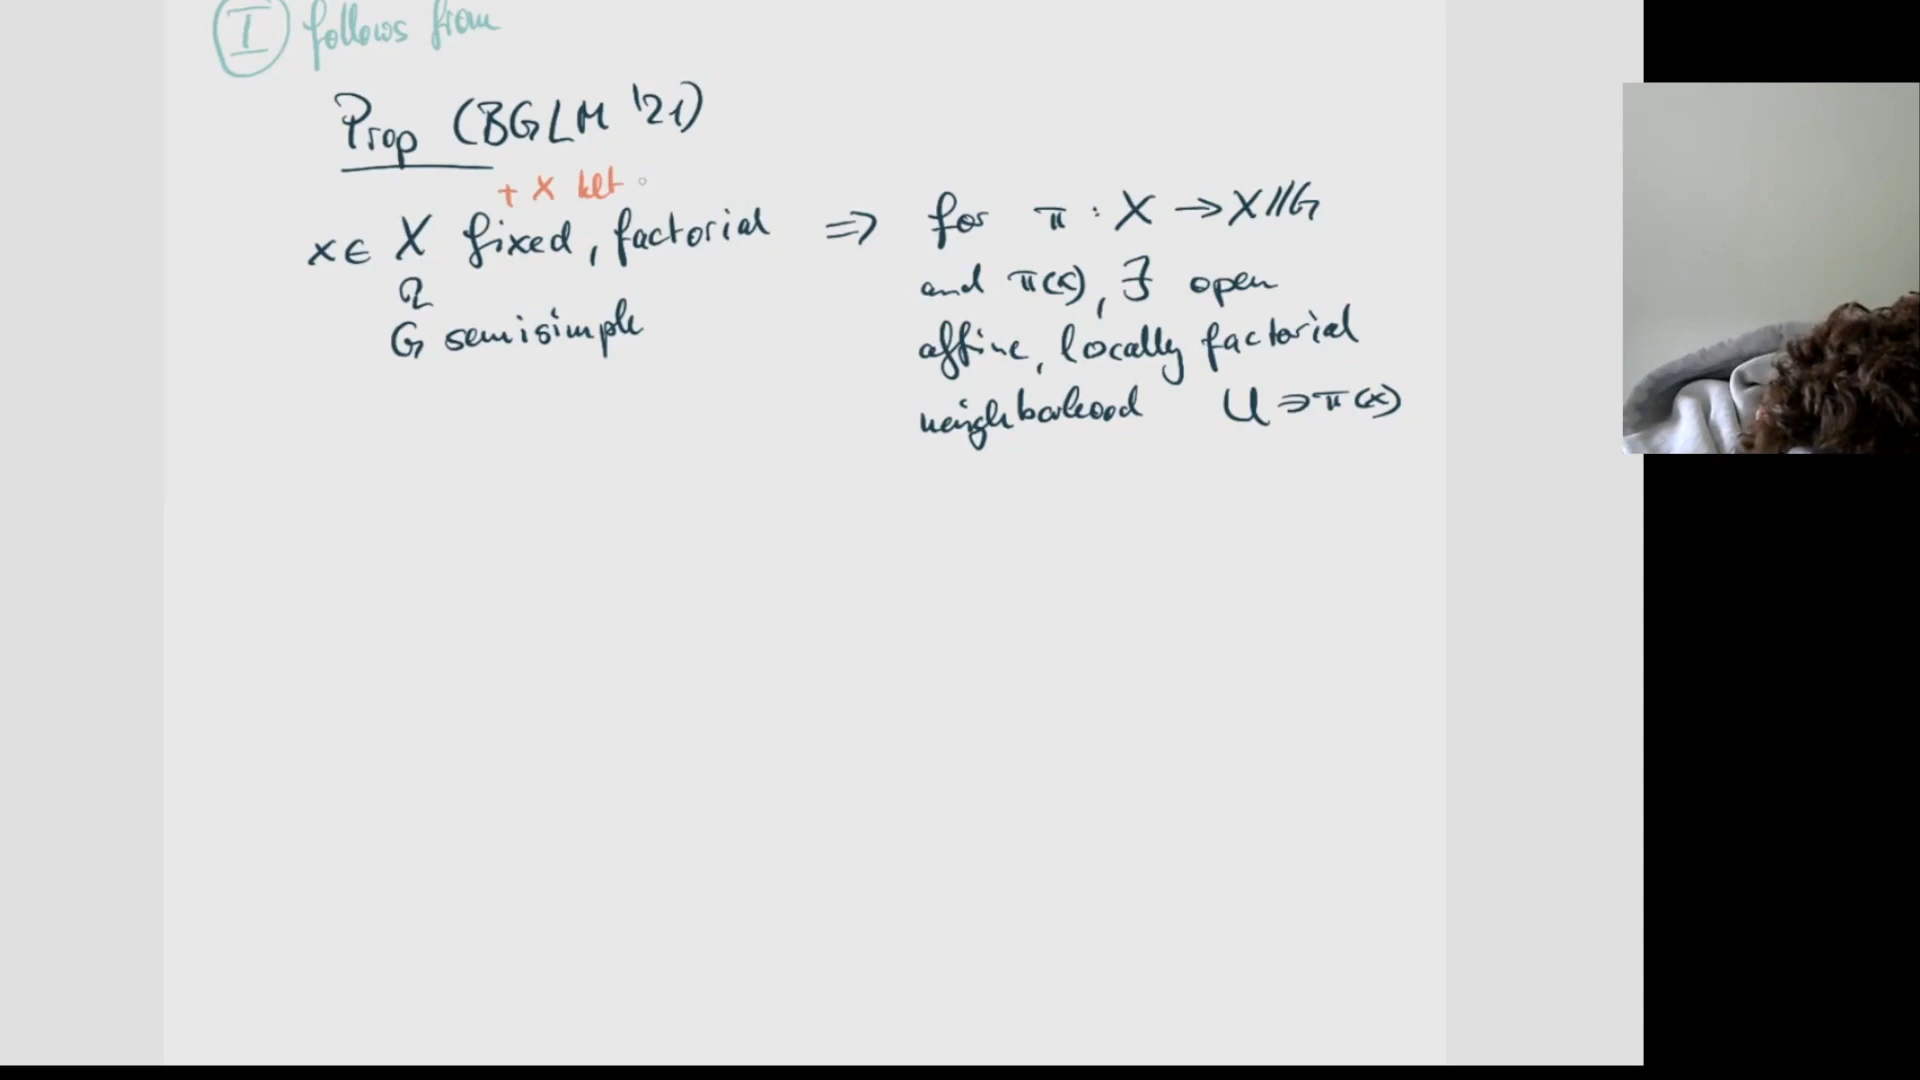 I follows from
Prop (BGLM '21)
+ X klt
x ∈ X fixed, factorial ⇒ for π : X → X//G
G semisimple
and π(x), ∃ open
affine, locally factorial
neighborhood U ∋ π(x)